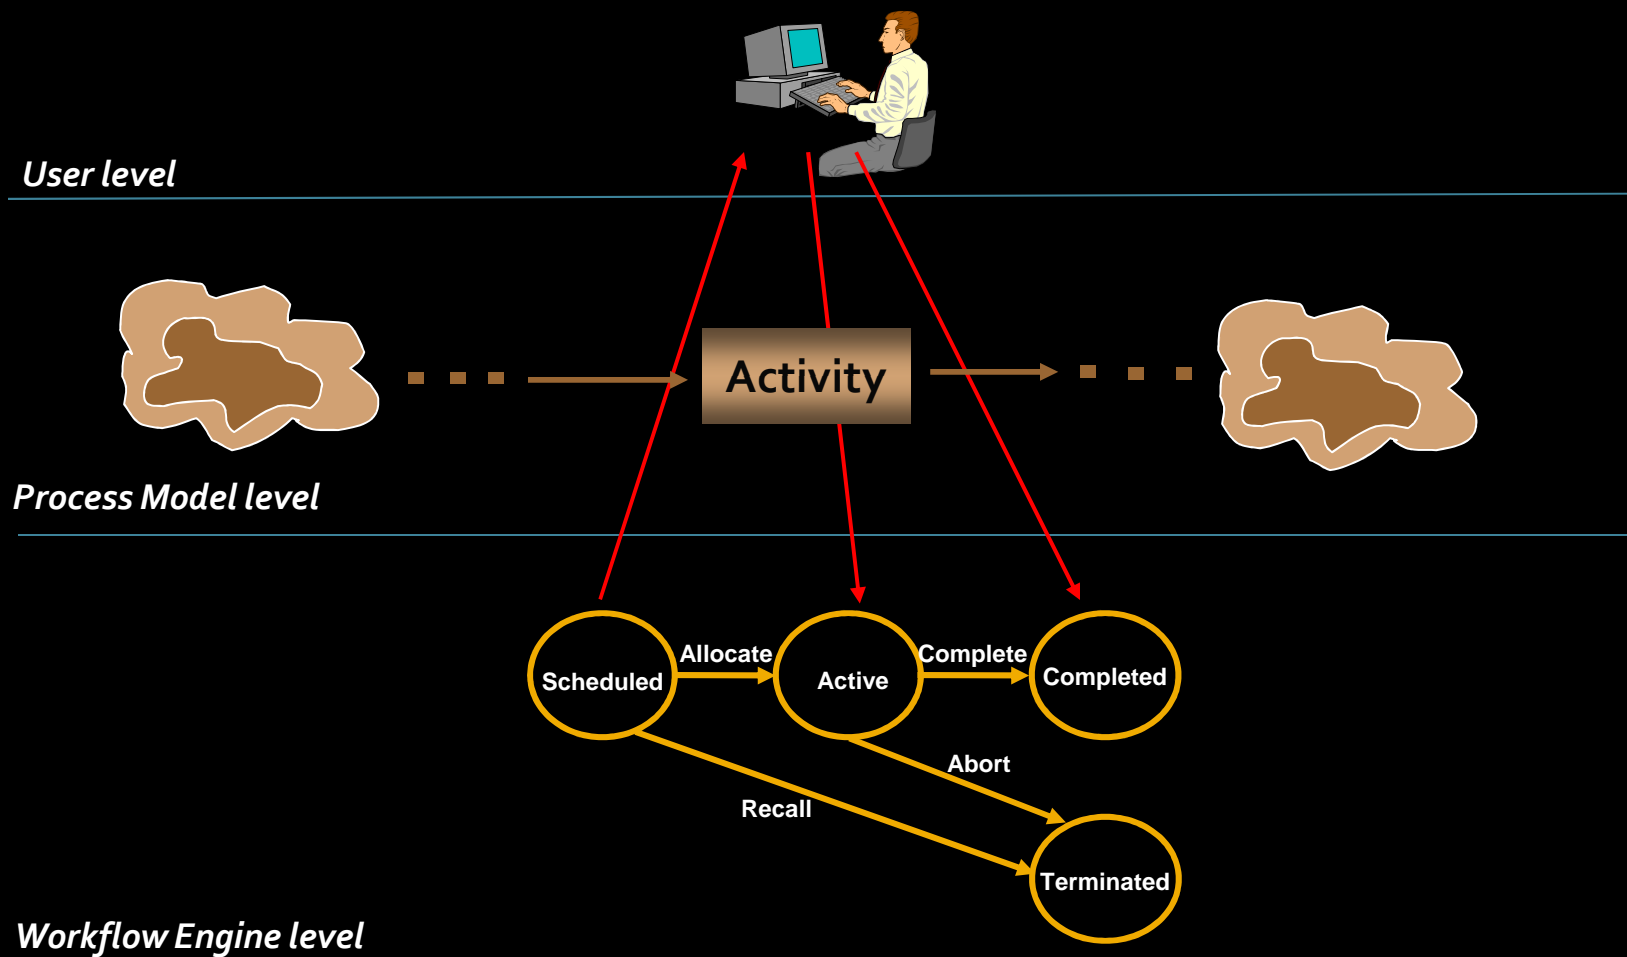 User level
Activity
Process Model level
Allocate
Complete
Scheduled
Active
Completed
Abort
Recall
Terminated
Workflow Engine level